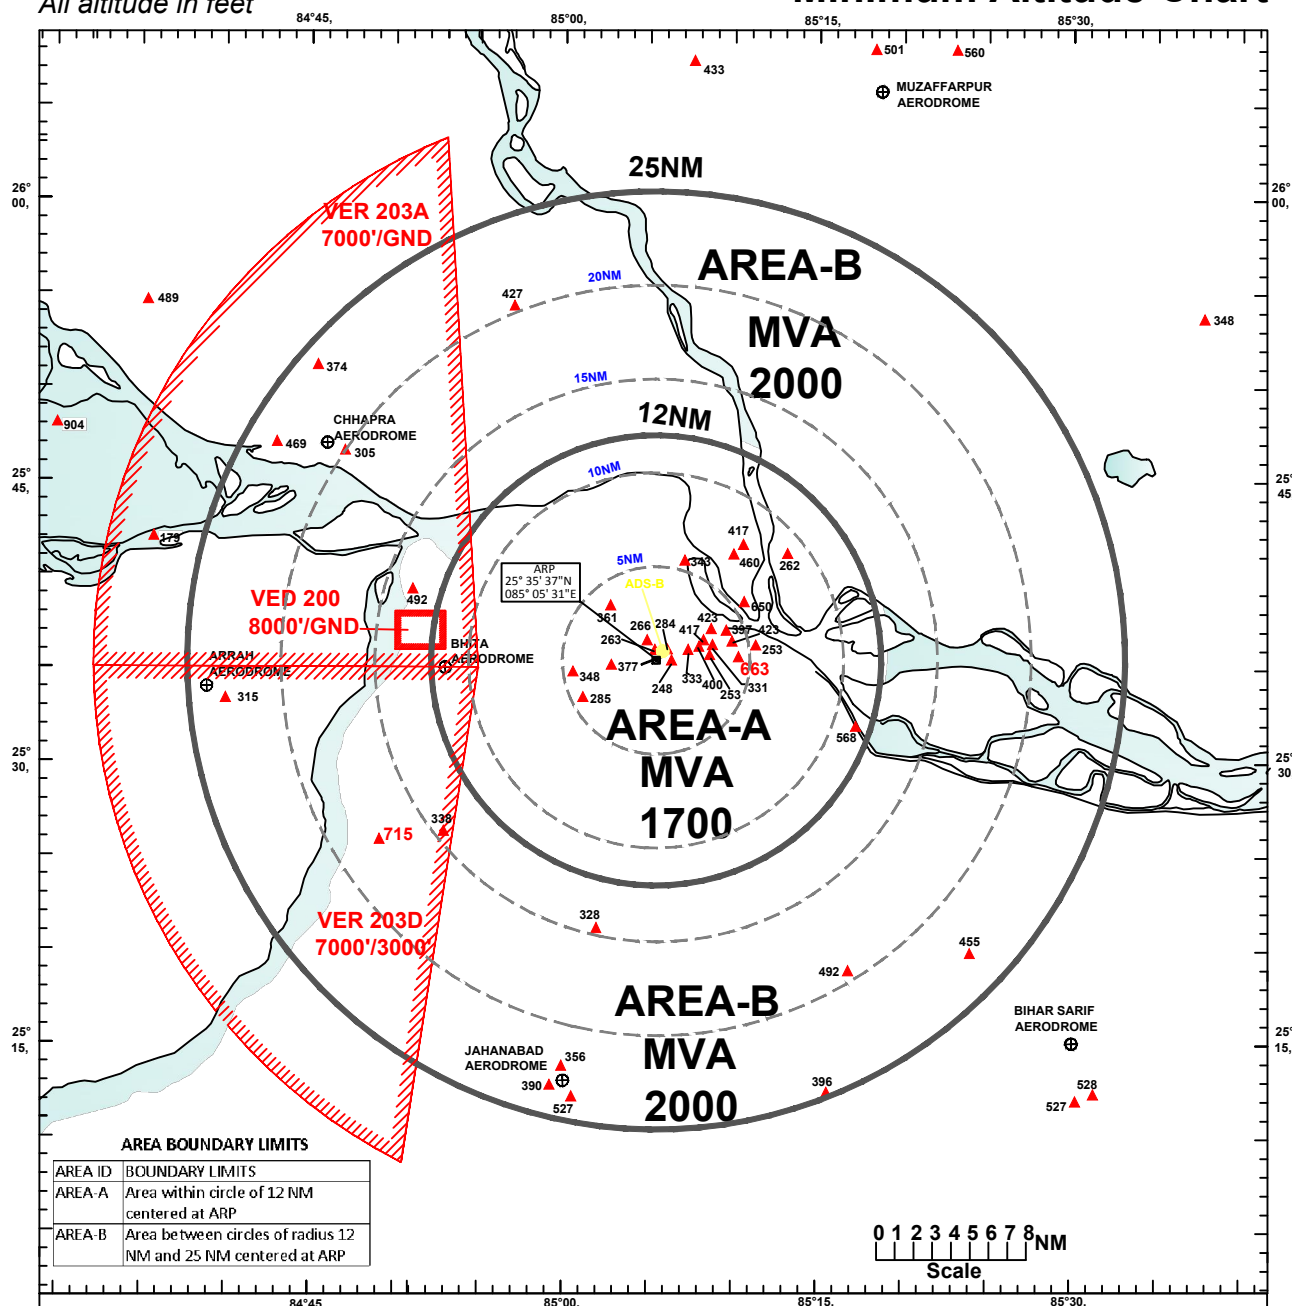 All altitude in feet
Minimum Altitude Chart
84°45,
85°00,
85°15,
85°30,
501
560
433
MUZAFFARPUR
AERODROME
25NM
26°
00,
26°
00,
VER 203A
7000'/GND
AREA-B
MVA
2000
20NM
489
427
348
374
15NM
12NM
904
CHHAPRA
AERODROME
469
305
10NM
25°
45,
25°
45
179
417
460
262
343
5NM
ARP
25° 35' 37"N
085° 05' 31"E
ADS-B
492
VED 200
8000'/GND
361
650
266
284
423
417
397
423
263
253
BHTA
AERODROME
ARRAH
AERODROME
377
663
348
248
333
400
331
253
315
285
AREA-A
MVA
1700
568
25°
30,
25°
30
715
338
VER 203D
7000'/3000'
328
455
492
AREA-B
MVA
2000
BIHAR SARIF
AERODROME
25°
15,
25°
15,
JAHANABAD
AERODROME
356
390
527
396
528
527
AREA BOUNDARY LIMITS
AREA ID BOUNDARY LIMITS
AREA-A Area within circle of 12 NM
centered at ARP
AREA-B Area between circles of radius 12
NM and 25 NM centered at ARP
0 1 2 3 4 5 6 7 8 NM
Scale
84°45,
85°00,
85°15,
85°30,